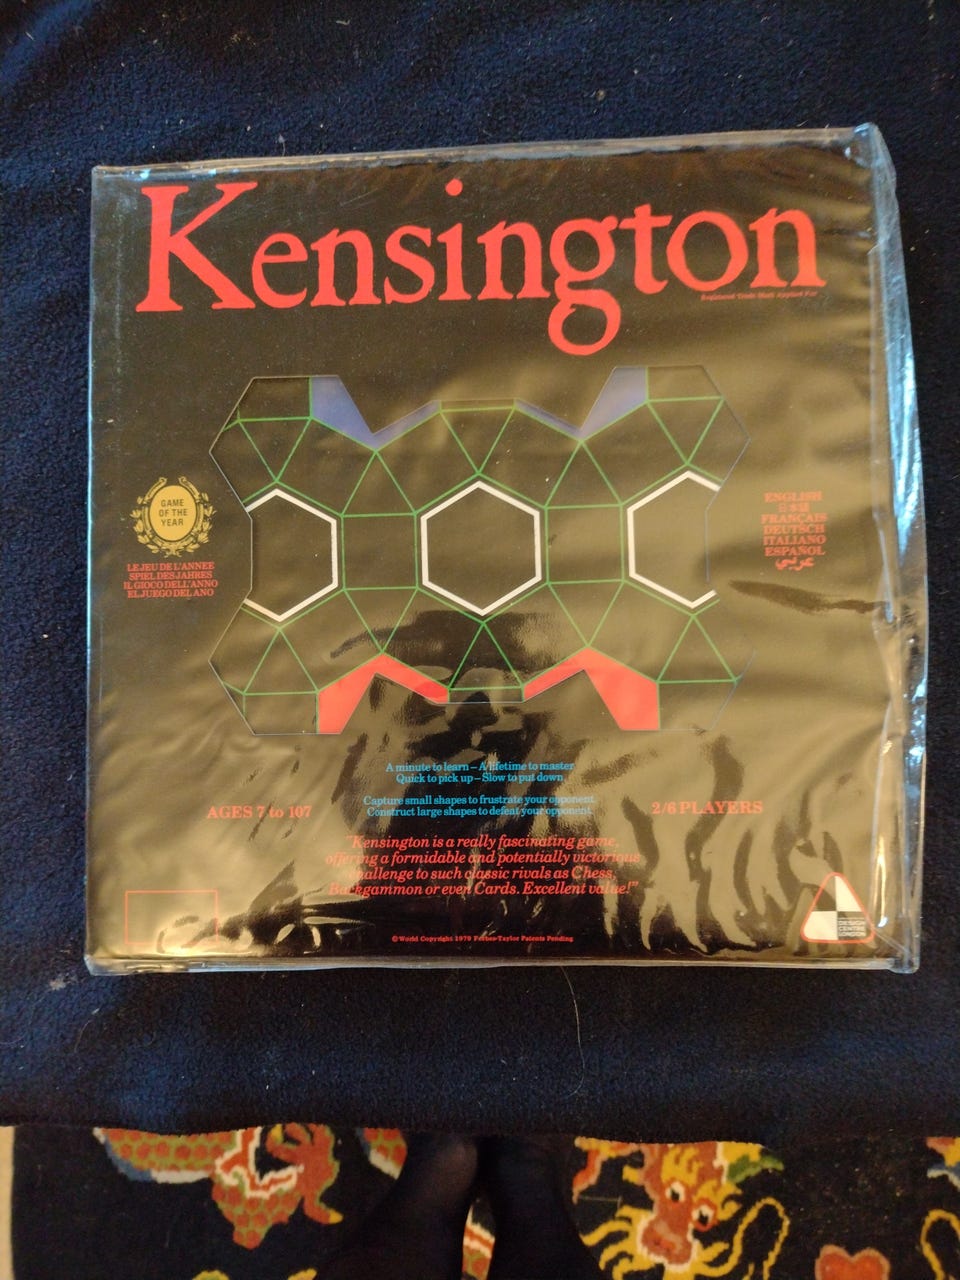 Kensington
Registered Trade Mark Applied For
GAME
OF THE
YEAR
LE JEU DE L'ANNEE
SPIEL DES JAHRES
IL GIOCO DELL'ANNO
EL JUEGO DEL ANO
ENGLISH
日本語
FRANÇAIS
DEUTSCH
ITALIANO
ESPAÑOL
عربي
A minute to learn – A lifetime to master
Quick to pick up – Slow to put down.
Capture small shapes to frustrate your opponent
Construct large shapes to defeat your opponent.
AGES 7 to 107
2/6 PLAYERS
"Kensington is a really fascinating game,
offering a formidable and potentially victorious
challenge to such classic rivals as Chess,
Backgammon or even Cards. Excellent value!"
DESIGN
CENTRE
LONDON
© World Copyright 1979 Forbes-Taylor Patents Pending